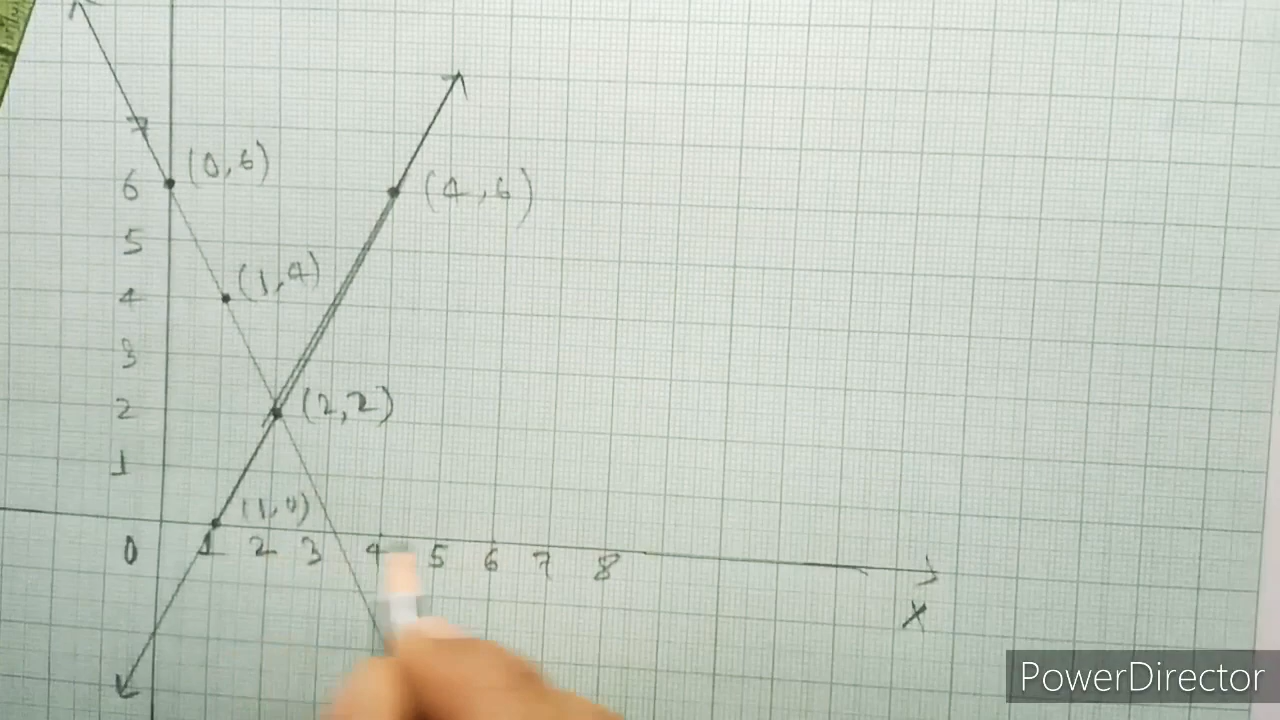 7
6 (0,6) (4,6)
5
4 (1,4)
3
2 (2,2)
1
(1,0)
0 1 2 3 4 5 6 7 8
X
PowerDirector